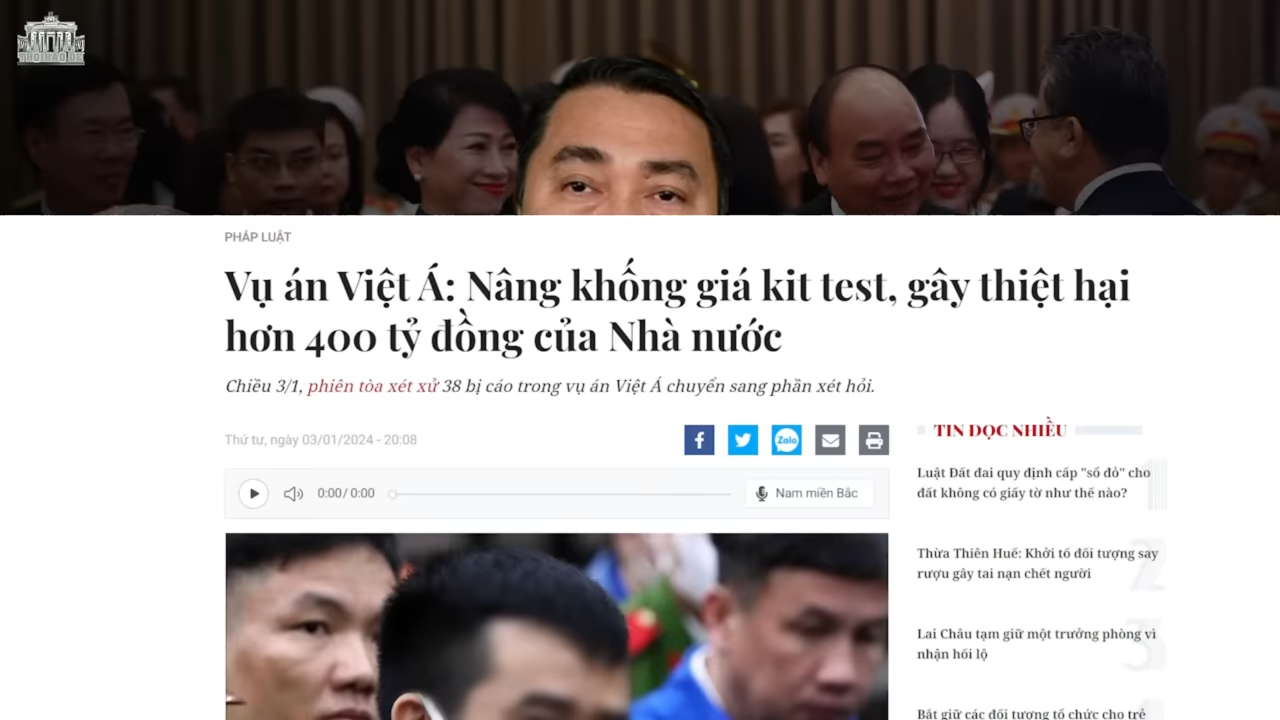 THOIBAO.DE
PHÁP LUẬT
Vụ án Việt Á: Nâng khống giá kit test, gây thiệt hại
hơn 400 tỷ đồng của Nhà nước
Chiều 3/1, phiên tòa xét xử 38 bị cáo trong vụ án Việt Á chuyển sang phần xét hỏi.
Thứ tư, ngày 03/01/2024 - 20:08
Zalo
0:00 / 0:00
Nam miền Bắc
TIN ĐỌC NHIỀU
Luật Đất đai quy định cấp "sổ đỏ" cho
đất không có giấy tờ như thế nào?
1
Thừa Thiên Huế: Khởi tố đối tượng say
rượu gây tai nạn chết người
2
Lai Châu tạm giữ một trưởng phòng vì
nhận hối lộ
3
Bắt giữ các đối tượng tổ chức cho trẻ